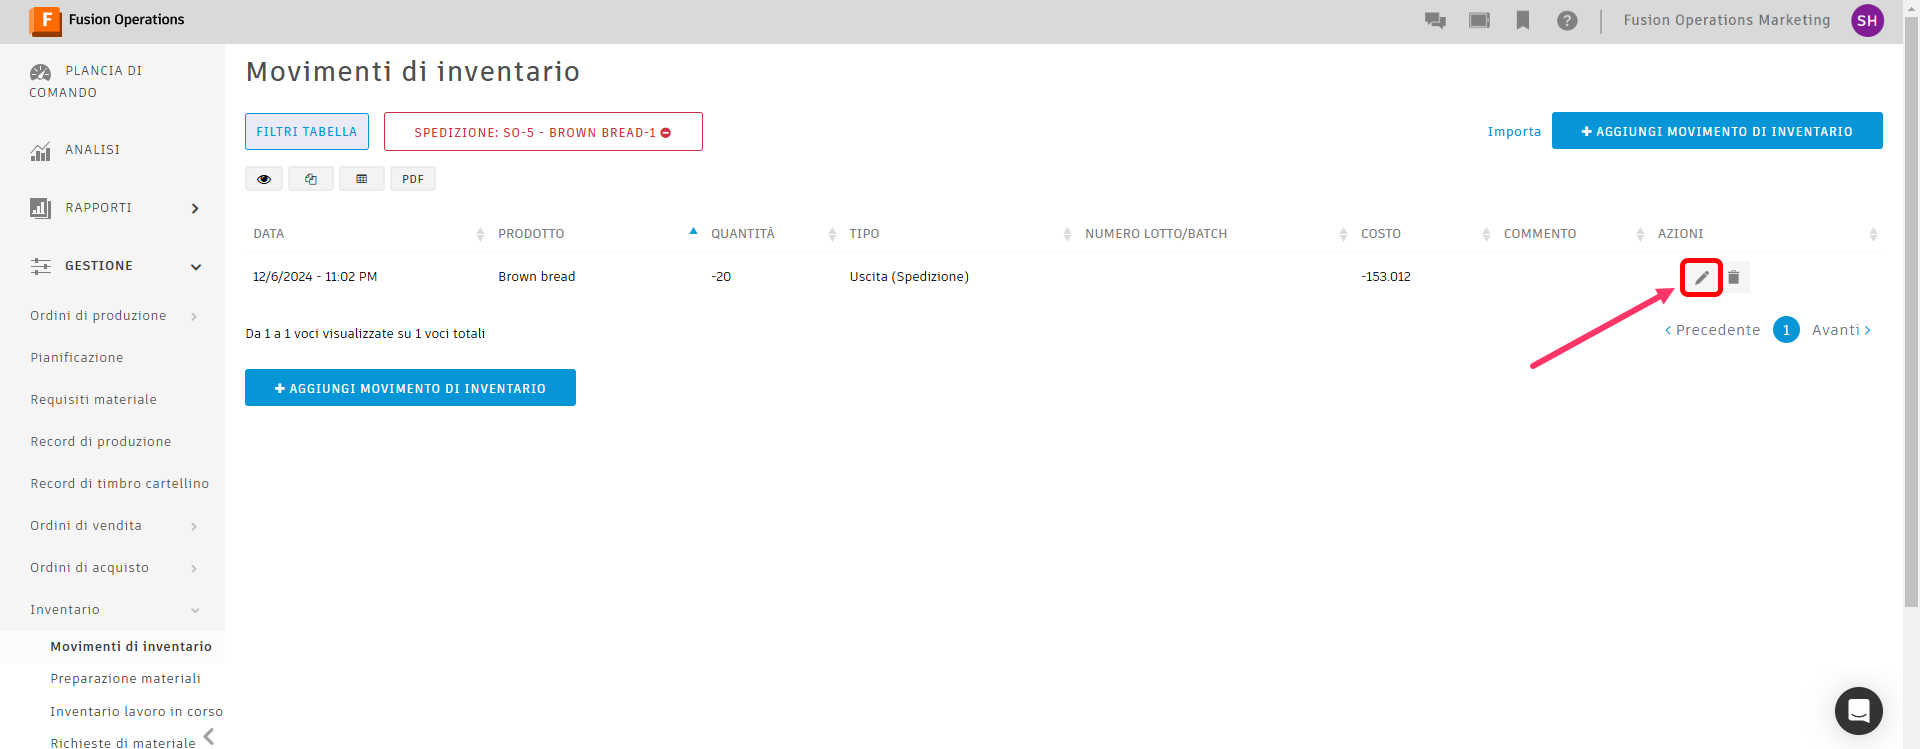 F Fusion Operations
? Fusion Operations Marketing SH
PLANCIA DI
COMANDO
ANALISI
RAPPORTI
GESTIONE
Ordini di produzione
Pianificazione
Requisiti materiale
Record di produzione
Record di timbro cartellino
Ordini di vendita
Ordini di acquisto
Inventario
Movimenti di inventario
Preparazione materiali
Inventario lavoro in corso
Richieste di materiale
Movimenti di inventario
FILTRI TABELLA SPEDIZIONE: SO-5 - BROWN BREAD-1
Importa AGGIUNGI MOVIMENTO DI INVENTARIO
PDF
DATA PRODOTTO QUANTITÀ TIPO NUMERO LOTTO/BATCH COSTO COMMENTO AZIONI
12/6/2024 - 11:02 PM Brown bread -20 Uscita (Spedizione) -153.012
Da 1 a 1 voci visualizzate su 1 voci totali
Precedente 1 Avanti
AGGIUNGI MOVIMENTO DI INVENTARIO